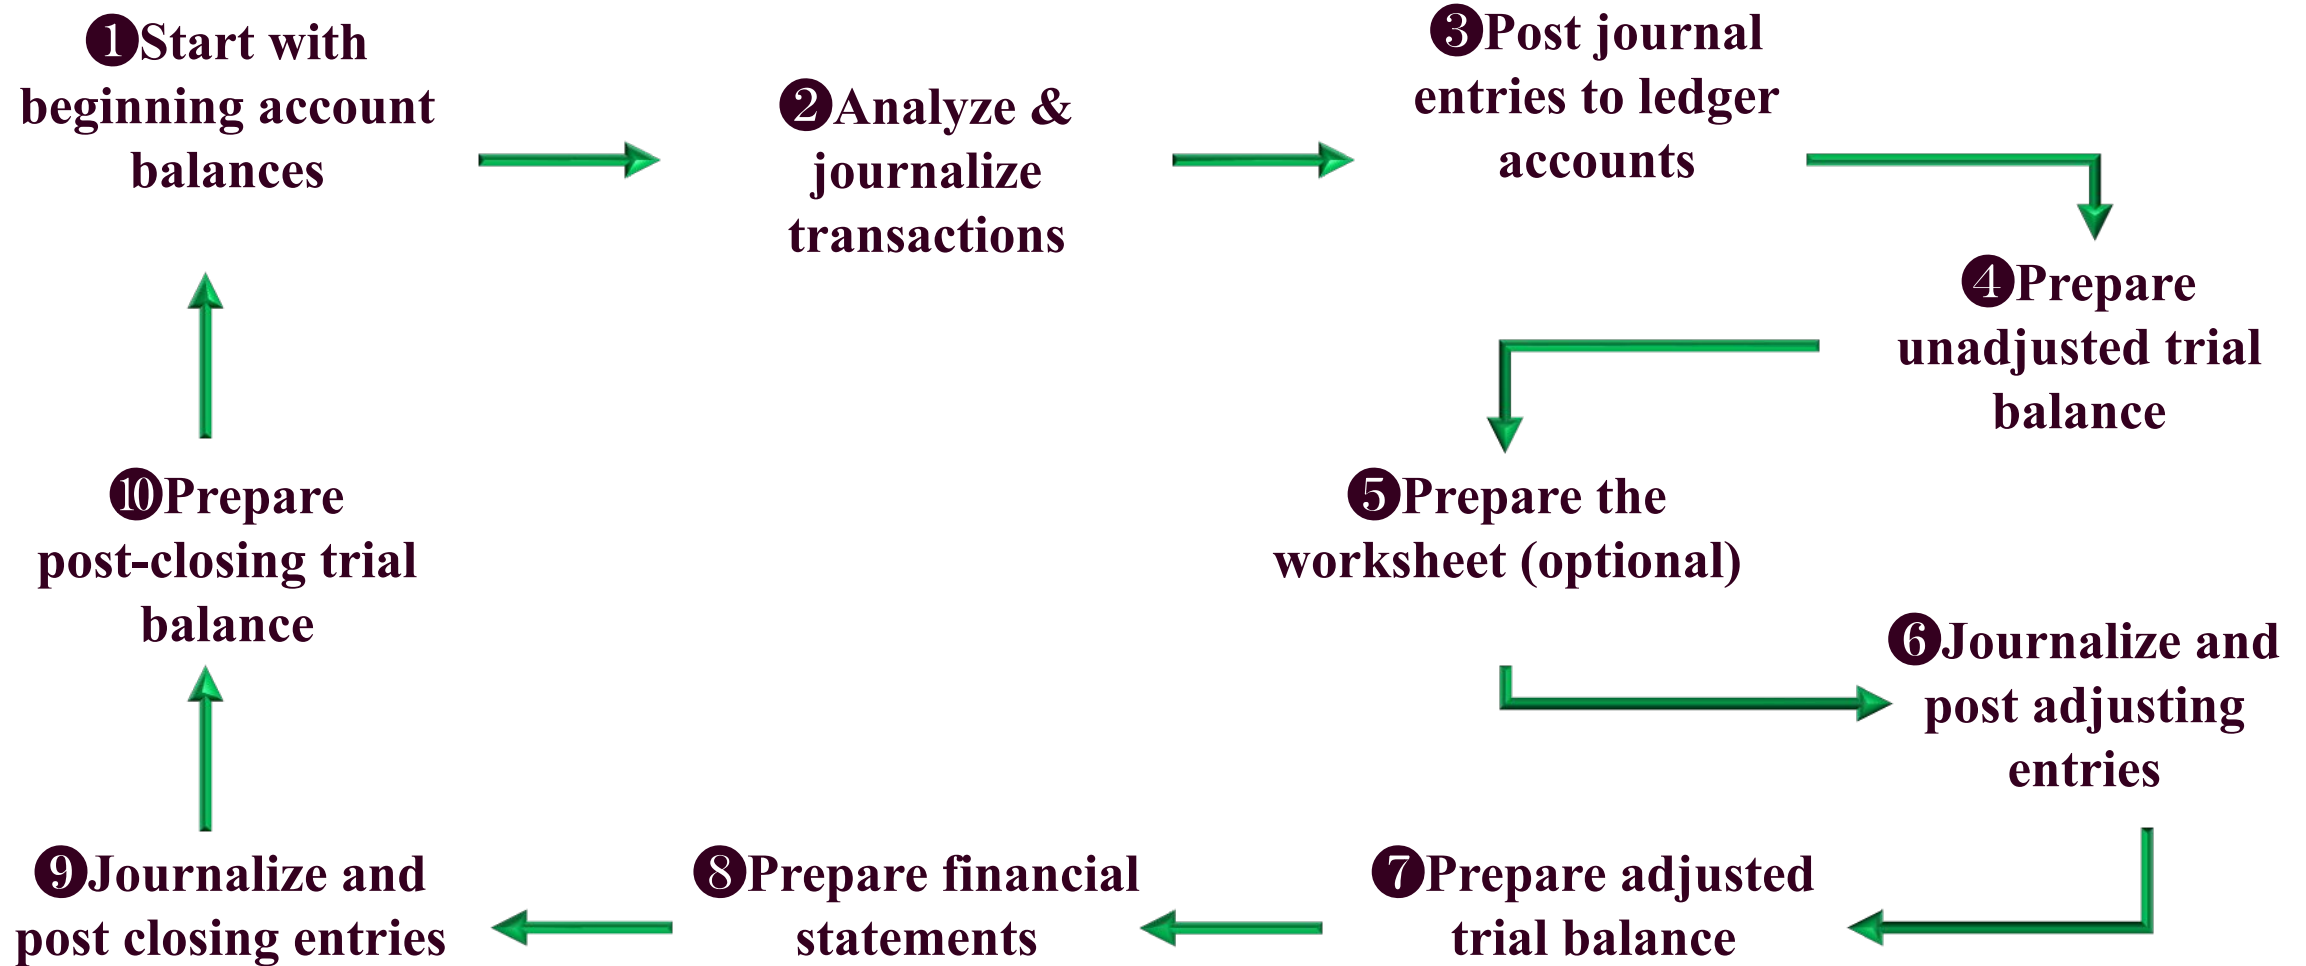 ❶Start with
beginning account
balances
❷Analyze &
journalize
transactions
❸Post journal
entries to ledger
accounts
❹Prepare
unadjusted trial
balance
❺Prepare the
worksheet (optional)
❻Journalize and
post adjusting
entries
❼Prepare adjusted
trial balance
❽Prepare financial
statements
❾Journalize and
post closing entries
❿Prepare
post-closing trial
balance